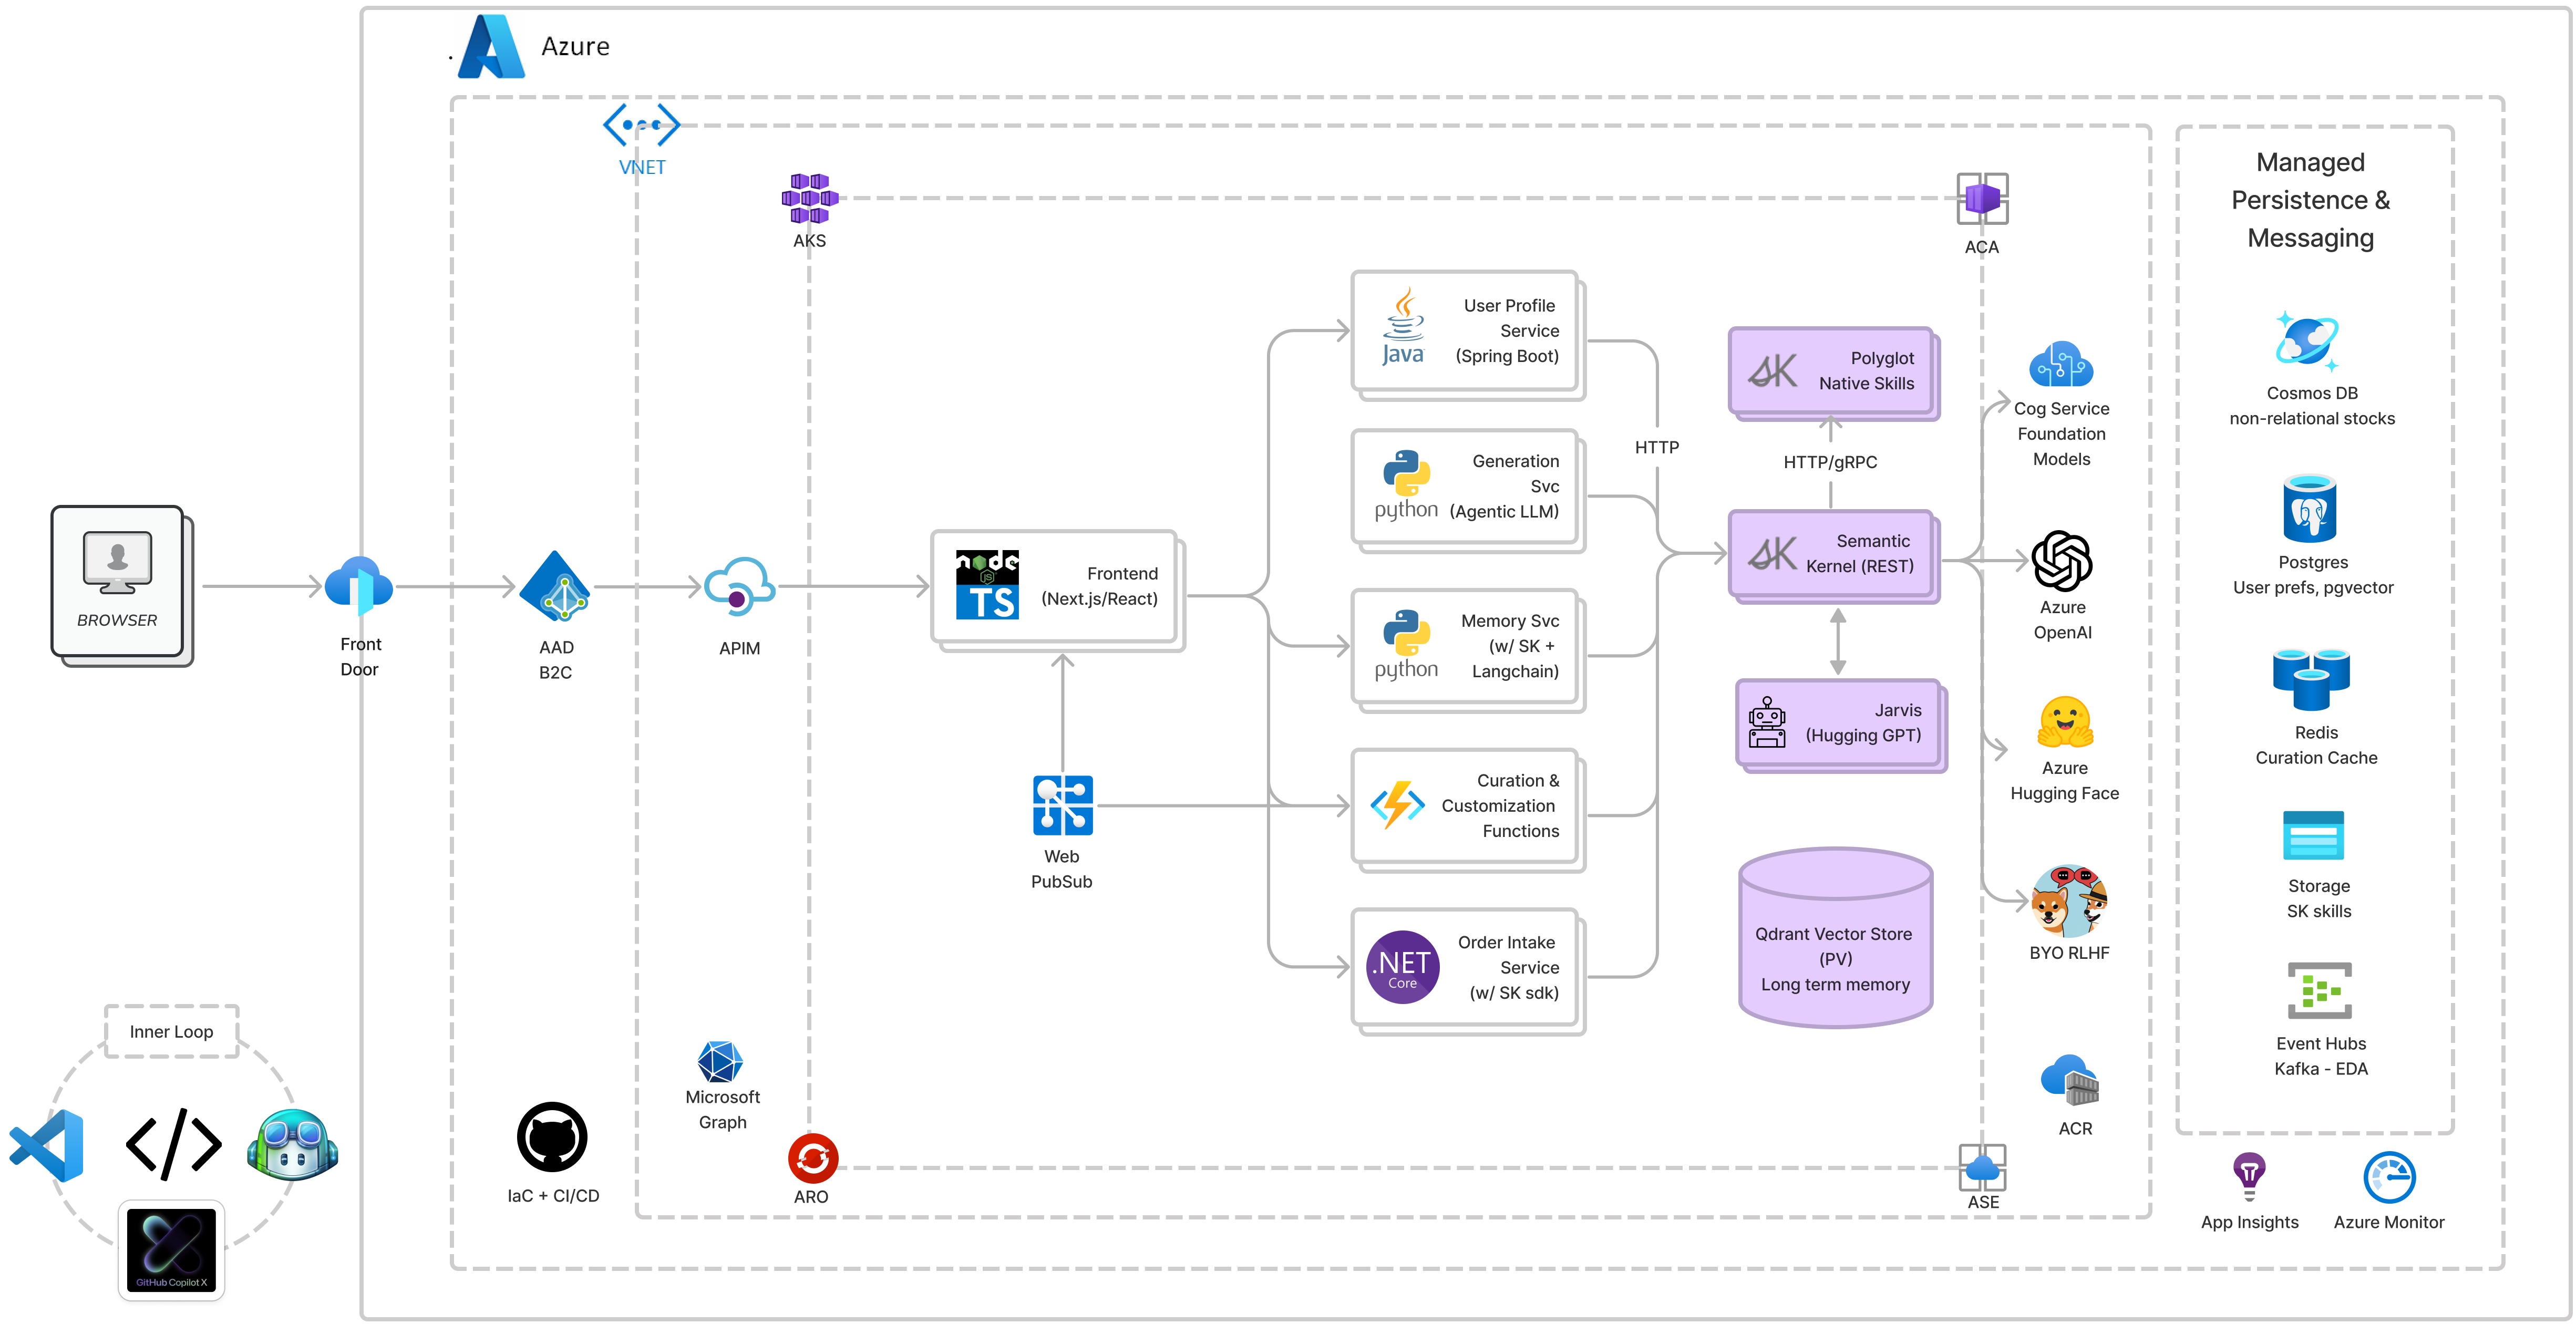 Azure
VNET
AKS
ACA
Managed
Persistence &
Messaging
BROWSER
Front
Door
AAD
B2C
APIM
node
JS
TS
Frontend
(Next.js/React)
Web
PubSub
Java
User Profile
Service
(Spring Boot)
python
Generation
Svc
(Agentic LLM)
python
Memory Svc
(w/ SK +
Langchain)
Curation &
Customization
Functions
.NET
Core
Order Intake
Service
(w/ SK sdk)
HTTP
SK
Polyglot
Native Skills
HTTP/gRPC
SK
Semantic
Kernel (REST)
Jarvis
(Hugging GPT)
Qdrant Vector Store
(PV)
Long term memory
Cog Service
Foundation
Models
Azure
OpenAI
Azure
Hugging Face
BYO RLHF
ACR
Cosmos DB
non-relational stocks
Postgres
User prefs, pgvector
Redis
Curation Cache
Storage
SK skills
Event Hubs
Kafka - EDA
App Insights
Azure Monitor
Microsoft
Graph
IaC + CI/CD
ARO
ASE
Inner Loop
GitHub Copilot X